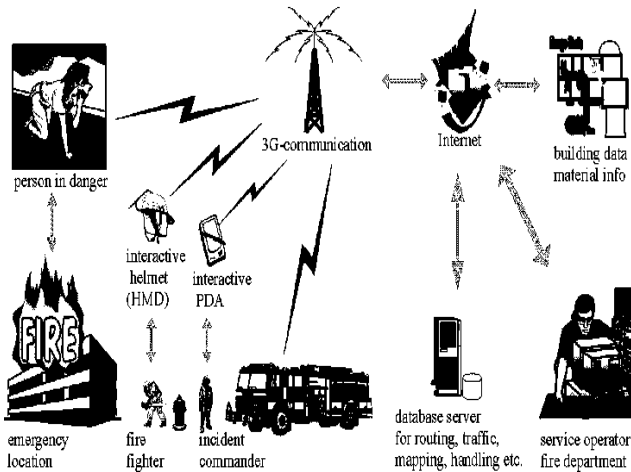 3G-communication
Internet
building data
material info
person in danger
interactive
helmet
(HMD)
interactive
PDA
FIRE
emergency
location
fire
fighter
incident
commander
database server
for routing, traffic,
mapping, handling etc.
service operator
fire department